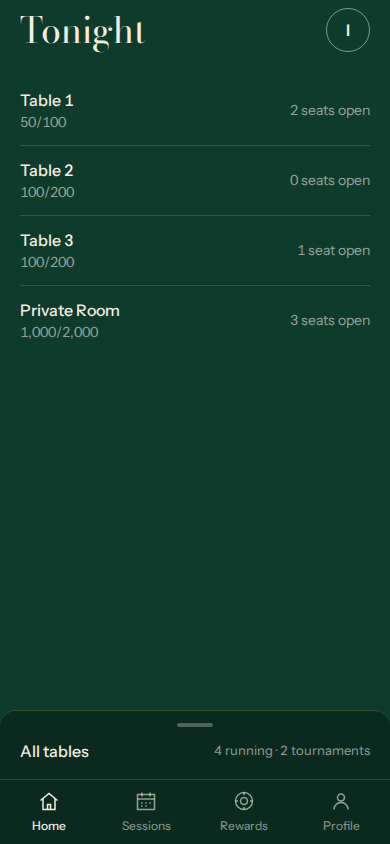 Tonight
I
Table 1
50/100
2 seats open
Table 2
100/200
0 seats open
Table 3
100/200
1 seat open
Private Room
1,000/2,000
3 seats open
All tables
4 running · 2 tournaments
Home
Sessions
Rewards
Profile